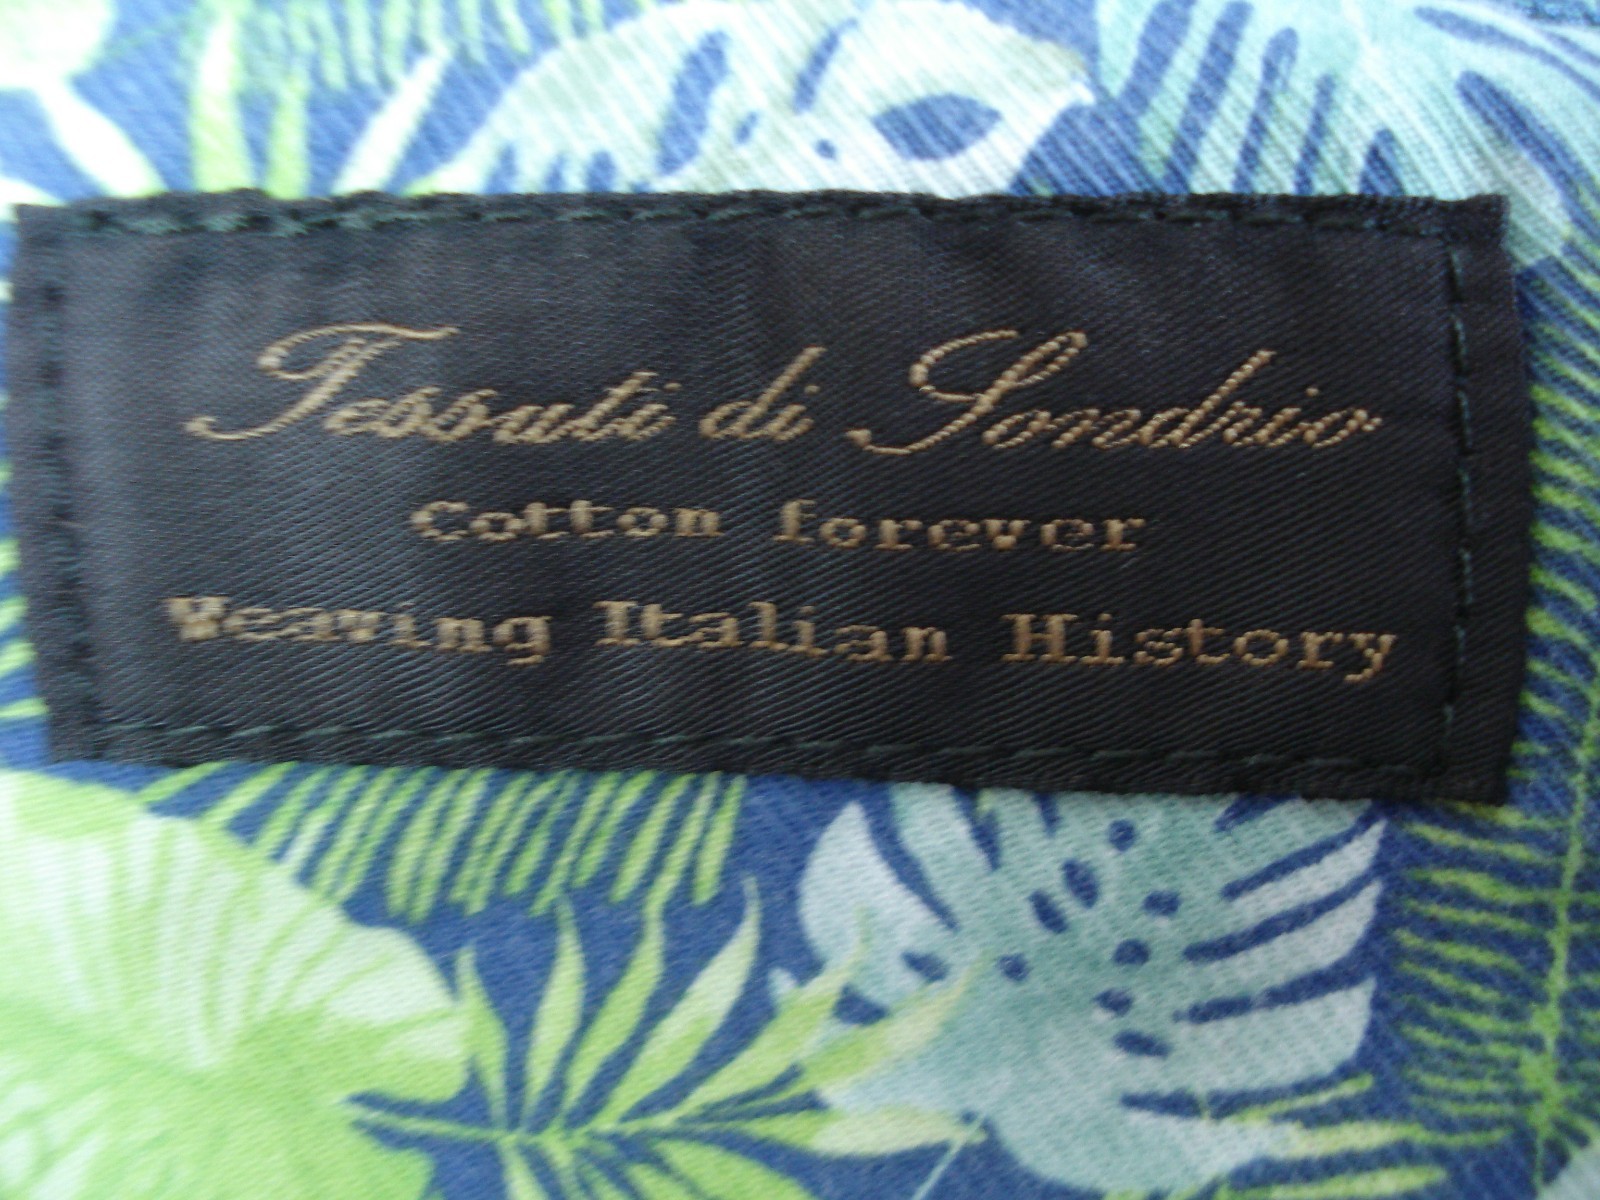 Tessuti di Sondrio
Cotton forever
Weaving Italian History